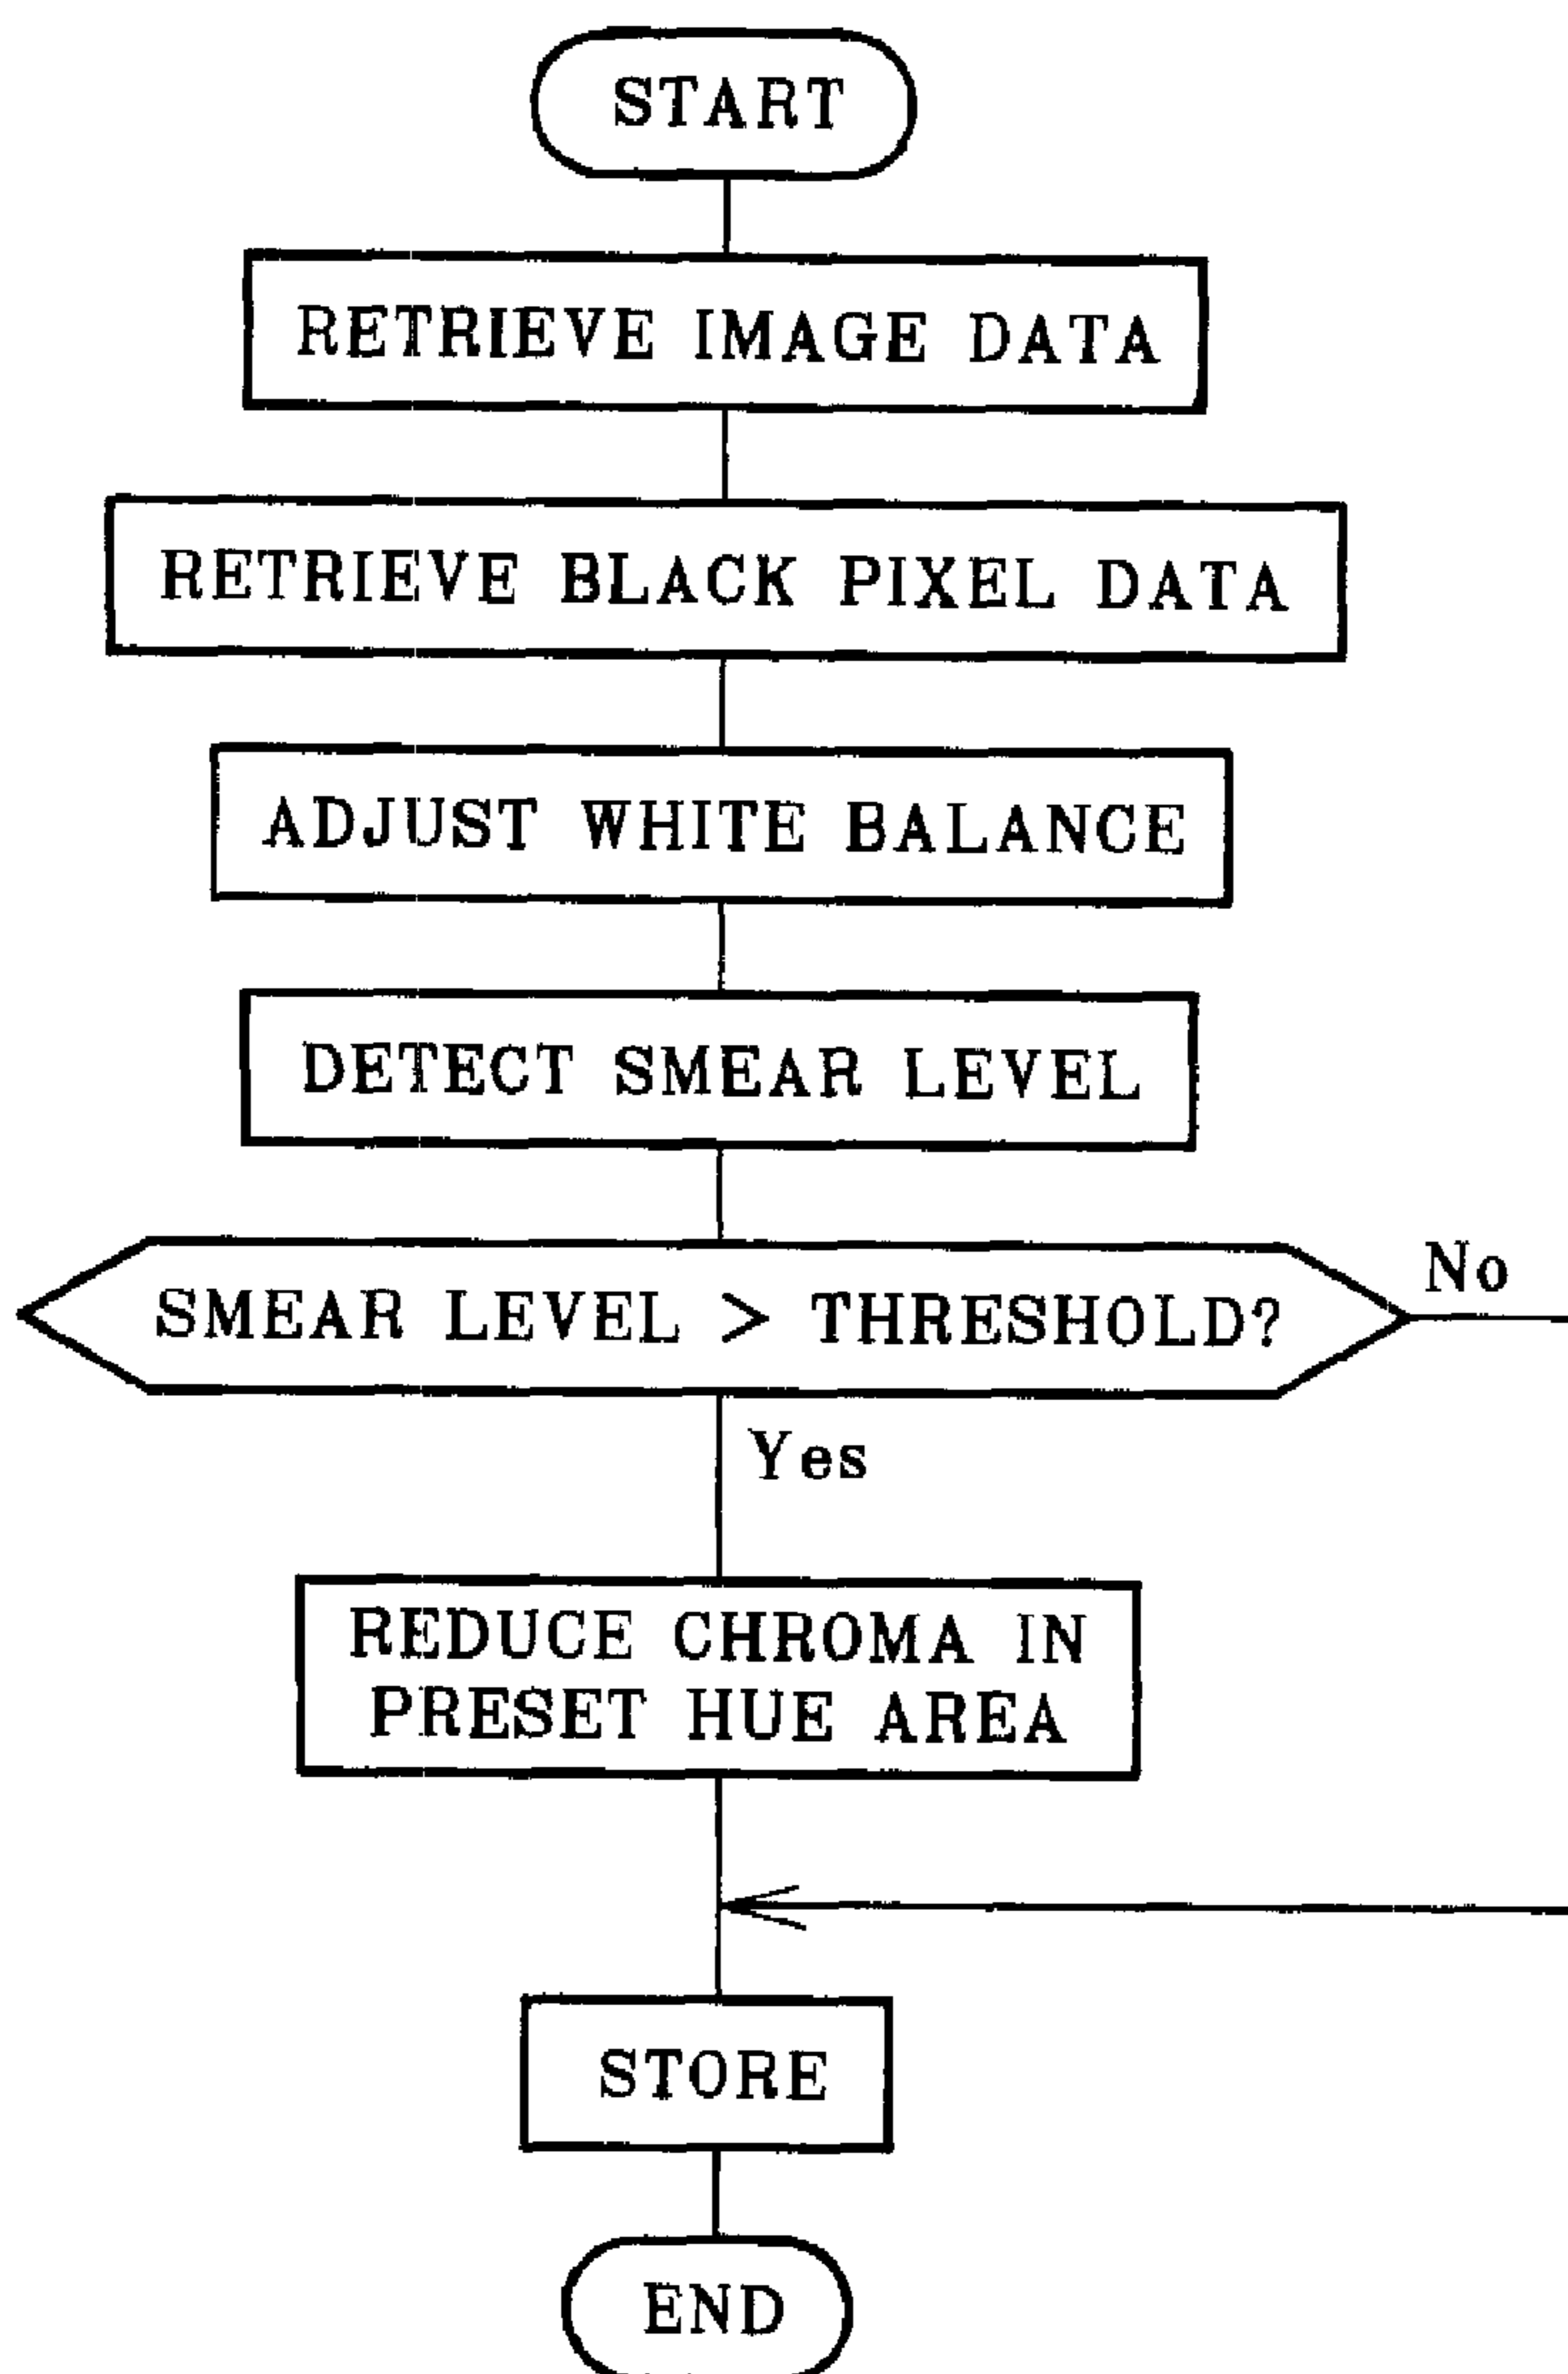 START
RETRIEVE IMAGE DATA
RETRIEVE BLACK PIXEL DATA
ADJUST WHITE BALANCE
DETECT SMEAR LEVEL
SMEAR LEVEL > THRESHOLD?
No
Yes
REDUCE CHROMA IN
PRESET HUE AREA
STORE
END